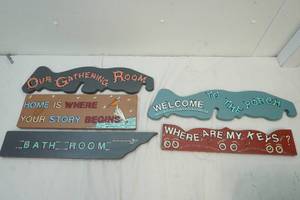 OUR GATHERING ROOM
HOME IS WHERE
YOUR STORY BEGINS
BATH ROOM
WELCOME TO THE PORCH
WHERE ARE MY KEYS?